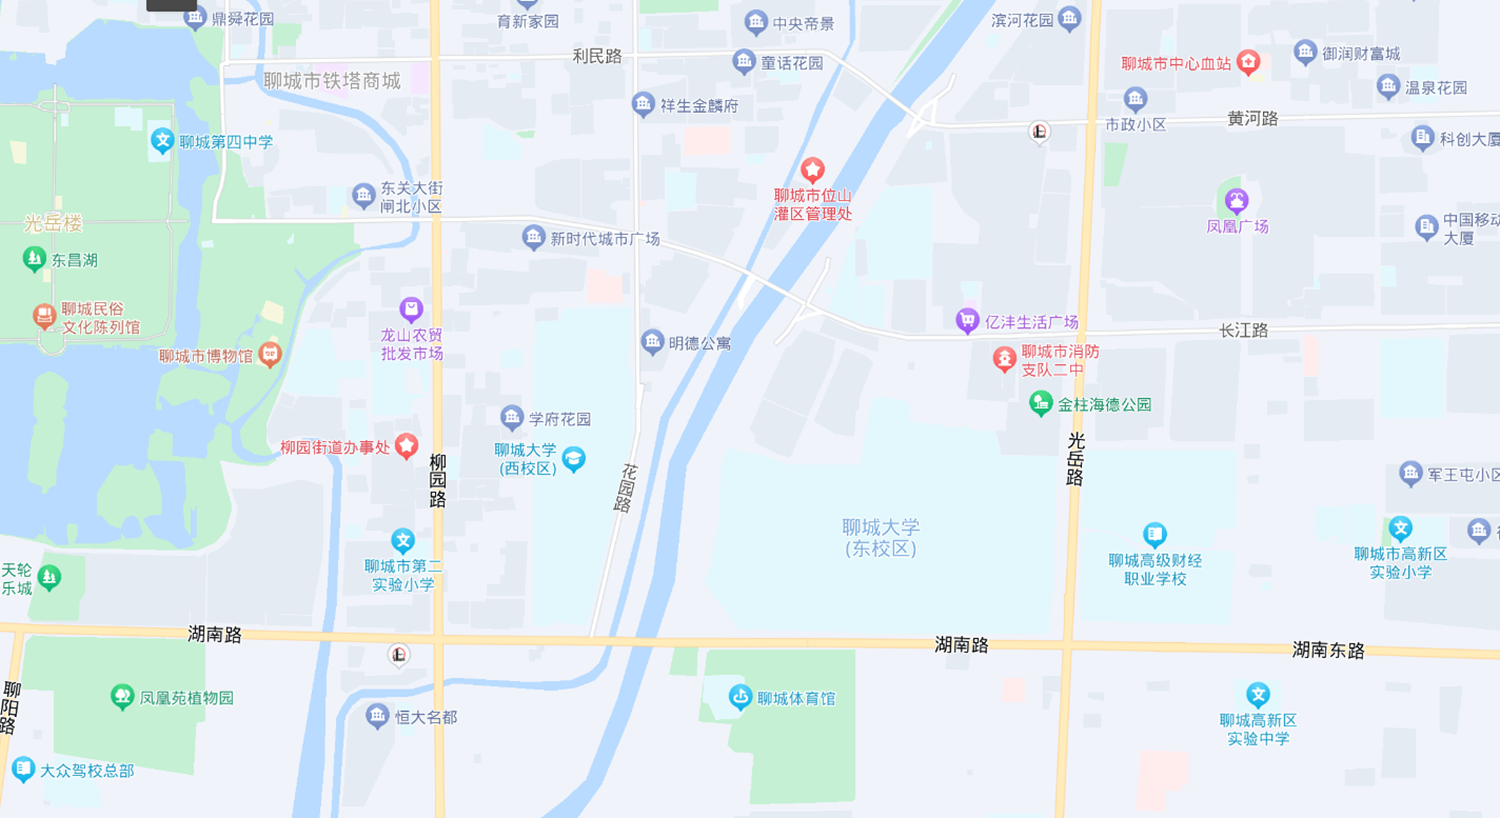 鼎舜花园
育新家园
中央帝景
滨河花园
御润财富城
利民路
童话花园
聊城市中心血站
聊城市铁塔商城
温泉花园
祥生金麟府
市政小区
黄河路
聊城第四中学
科创大厦
东关大街
闸北小区
聊城市位山
灌区管理处
光岳楼
凤凰广场
中国移动
大厦
新时代城市广场
东昌湖
聊城民俗
文化陈列馆
亿沣生活广场
长江路
龙山农贸
批发市场
明德公寓
聊城市博物馆
聊城市消防
支队二中
金柱海德公园
学府花园
柳园街道办事处
聊城大学
(西校区)
柳园路
花园路
光岳路
军王屯小区
聊城大学
(东校区)
聊城市第二
实验小学
聊城高级财经
职业学校
聊城市高新区
实验小学
天轮
乐城
湖南路
湖南路
湖南东路
聊阳路
凤凰苑植物园
恒大名都
聊城体育馆
聊城高新区
实验中学
大众驾校总部